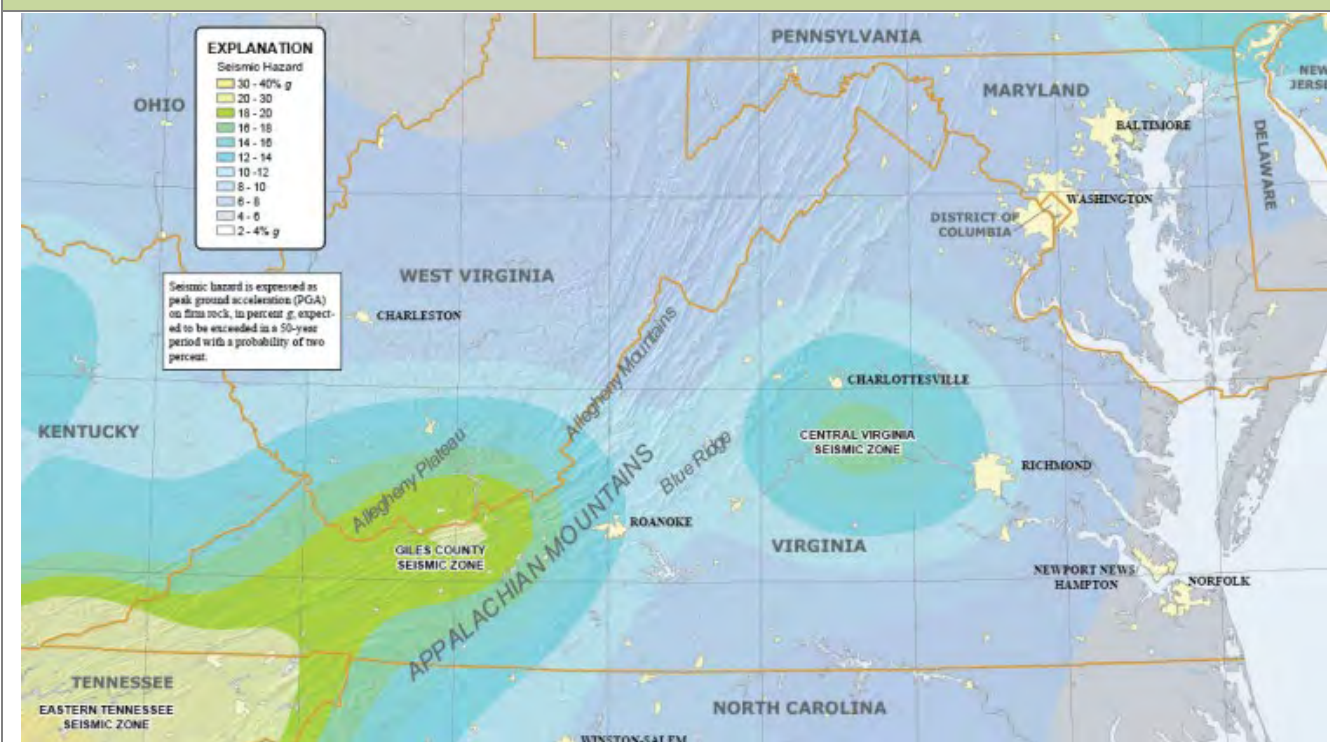 EXPLANATION
Seismic Hazard
30 - 40% g
20 - 30
18 - 20
16 - 18
14 - 16
12 - 14
10 -12
8 - 10
6 - 8
4 - 6
2 - 4% g
Seismic hazard is expressed as
peak ground acceleration (PGA)
on firm rock, in percent g, expect-
ed to be exceeded in a 50-year
period with a probability of two
percent.
PENNSYLVANIA
OHIO
MARYLAND
NEW
JERS
BALTIMORE
DELAWARE
WASHINGTON
DISTRICT OF
COLUMBIA
WEST VIRGINIA
CHARLESTON
Allegheny Mountains
CHARLOTTESVILLE
KENTUCKY
CENTRAL VIRGINIA
SEISMIC ZONE
Allegheny Plateau
Blue Ridge
RICHMOND
APPALACHIAN MOUNTAINS
ROANOKE
GILES COUNTY
SEISMIC ZONE
VIRGINIA
NEWPORT NEWS/
HAMPTON
NORFOLK
TENNESSEE
EASTERN TENNESSEE
SEISMIC ZONE
NORTH CAROLINA
WINSTON-SALEM